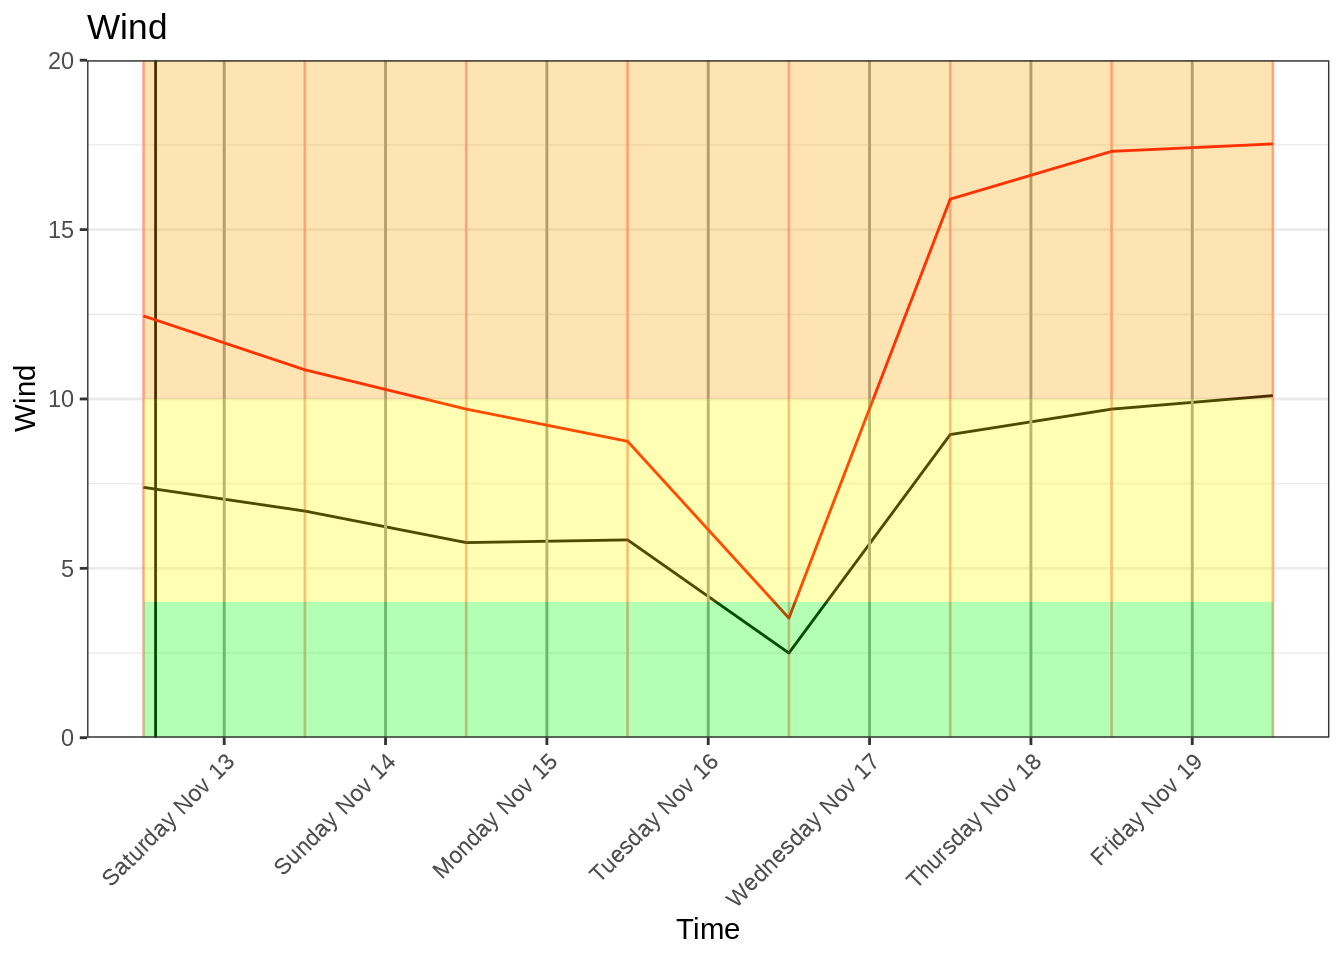 Wind
20
15
10
5
0
Wind
Saturday Nov 13
Sunday Nov 14
Monday Nov 15
Tuesday Nov 16
Wednesday Nov 17
Thursday Nov 18
Friday Nov 19
Time